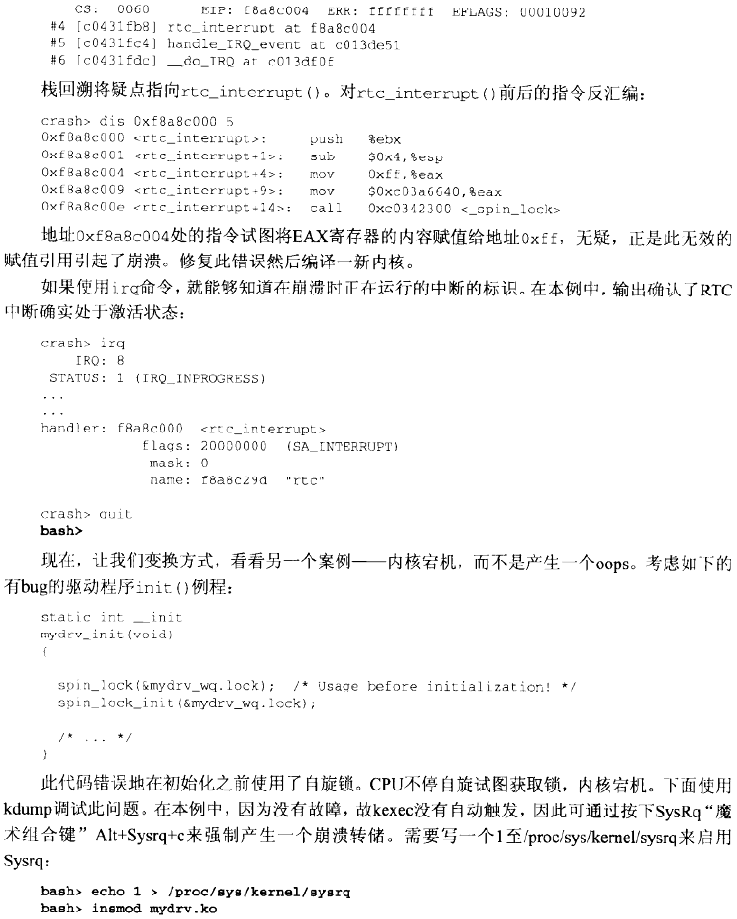 CS:  0060      EIP: f8a8c004  ERR: ffffffff  EFLAGS: 00010092
#4 [c0431fb8] rtc_interrupt at f8a8c004
#5 [c0431fc4] handle_IRQ_event at c013de51
#6 [c0431fdc] __do_IRQ at c013df0f
栈回溯将疑点指向rtc_interrupt()。对rtc_interrupt()前后的指令反汇编：
crash> dis 0xf8a8c000 5
0xf8a8c000 <rtc_interrupt>:     push   %ebx
0xf8a8c001 <rtc_interrupt+1>:   sub    $0x4,%esp
0xf8a8c004 <rtc_interrupt+4>:   mov    0xff,%eax
0xf8a8c009 <rtc_interrupt+9>:   mov    $0xc03a6640,%eax
0xf8a8c00e <rtc_interrupt+14>:  call   0xc0342300 <_spin_lock>
地址0xf8a8c004处的指令试图将EAX寄存器的内容赋值给地址0xff，无疑，正是此无效的
赋值引用引起了崩溃。修复此错误然后编译一新内核。
如果使用irq命令，就能够知道在崩溃时正在运行的中断的标识。在本例中，输出确认了RTC
中断确实处于激活状态：
crash> irq
IRQ: 8
STATUS: 1 (IRQ_INPROGRESS)
...
...
handler: f8a8c000  <rtc_interrupt>
flags: 20000000  (SA_INTERRUPT)
mask: 0
name: f8a8c29d  "rtc"
crash> quit
bash>
现在，让我们变换方式，看看另一个案例——内核宕机，而不是产生一个oops。考虑如下的
有bug的驱动程序init()例程：
static int __init
mydrv_init(void)
{
spin_lock(&mydrv_wq.lock);  /* Usage before initialization! */
spin_lock_init(&mydrv_wq.lock);
/* ... */
}
此代码错误地在初始化之前使用了自旋锁。CPU不停自旋试图获取锁，内核宕机。下面使用
kdump调试此问题。在本例中，因为没有故障，故kexec没有自动触发，因此可通过按下SysRq“魔
术组合键”Alt+Sysrq+c来强制产生一个崩溃转储。需要写一个1至/proc/sys/kernel/sysrq来启用
Sysrq：
bash> echo 1 > /proc/sys/kernel/sysrq
bash> insmod mydrv.ko